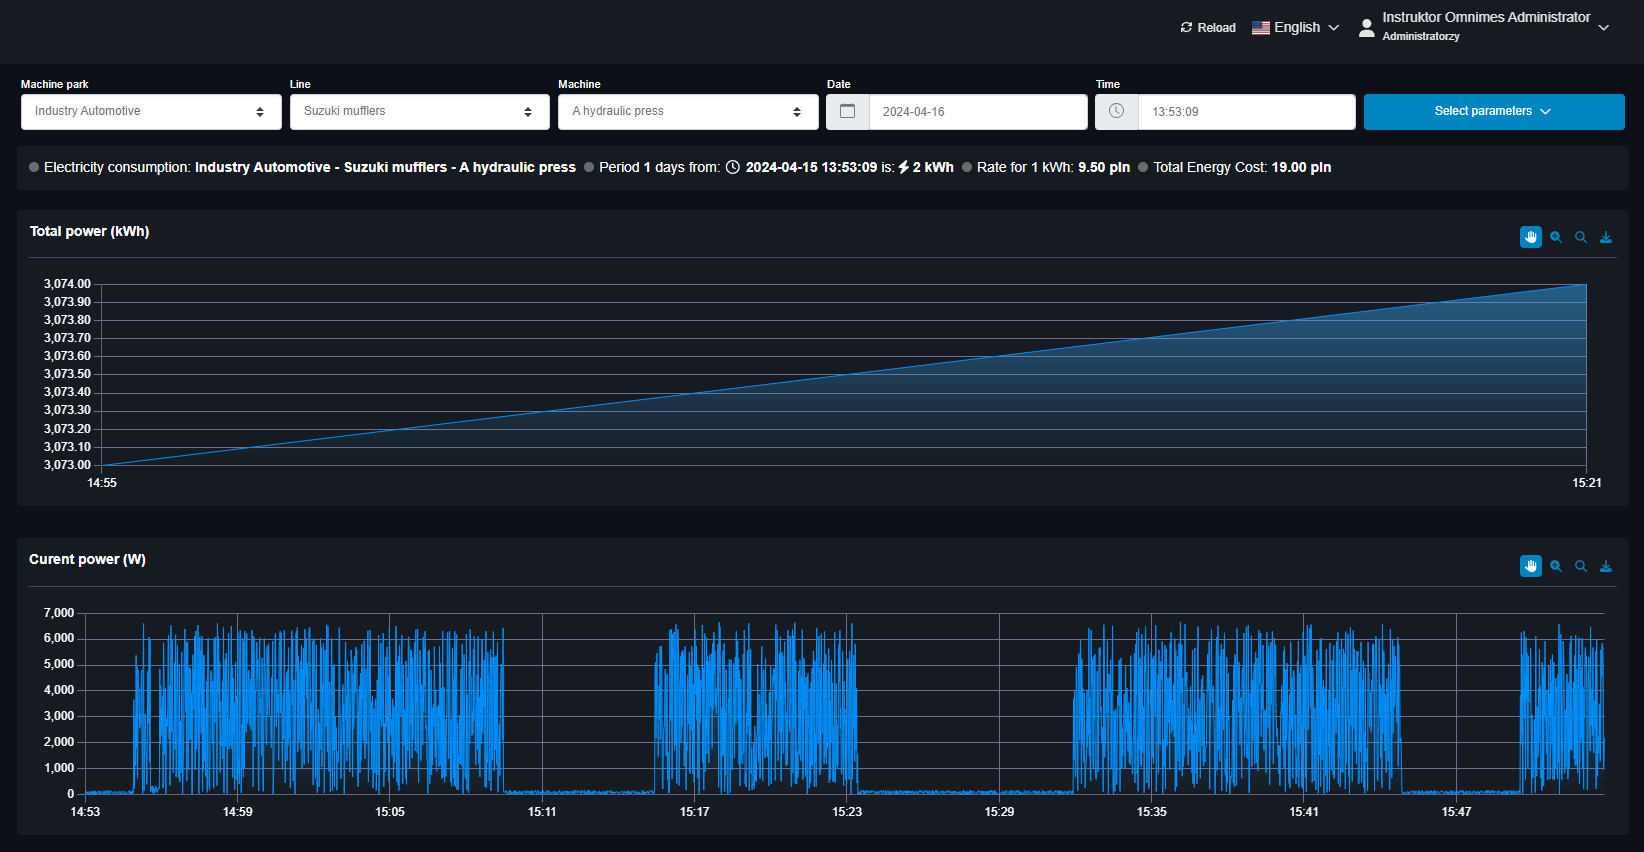 Reload English Instruktor Omnimes Administrator
Administratorzy
Machine park Line Machine Date Time
Industry Automotive Suzuki mufflers A hydraulic press 2024-04-16 13:53:09 Select parameters
Electricity consumption: Industry Automotive - Suzuki mufflers - A hydraulic press Period 1 days from: 2024-04-15 13:53:09 is: 2 kWh Rate for 1 kWh: 9.50 pln Total Energy Cost: 19.00 pln
Total power (kWh)
3,074.00
3,073.90
3,073.80
3,073.70
3,073.60
3,073.50
3,073.40
3,073.30
3,073.20
3,073.10
3,073.00
14:55 15:21
Curent power (W)
7,000
6,000
5,000
4,000
3,000
2,000
1,000
0
14:53 14:59 15:05 15:11 15:17 15:23 15:29 15:35 15:41 15:47